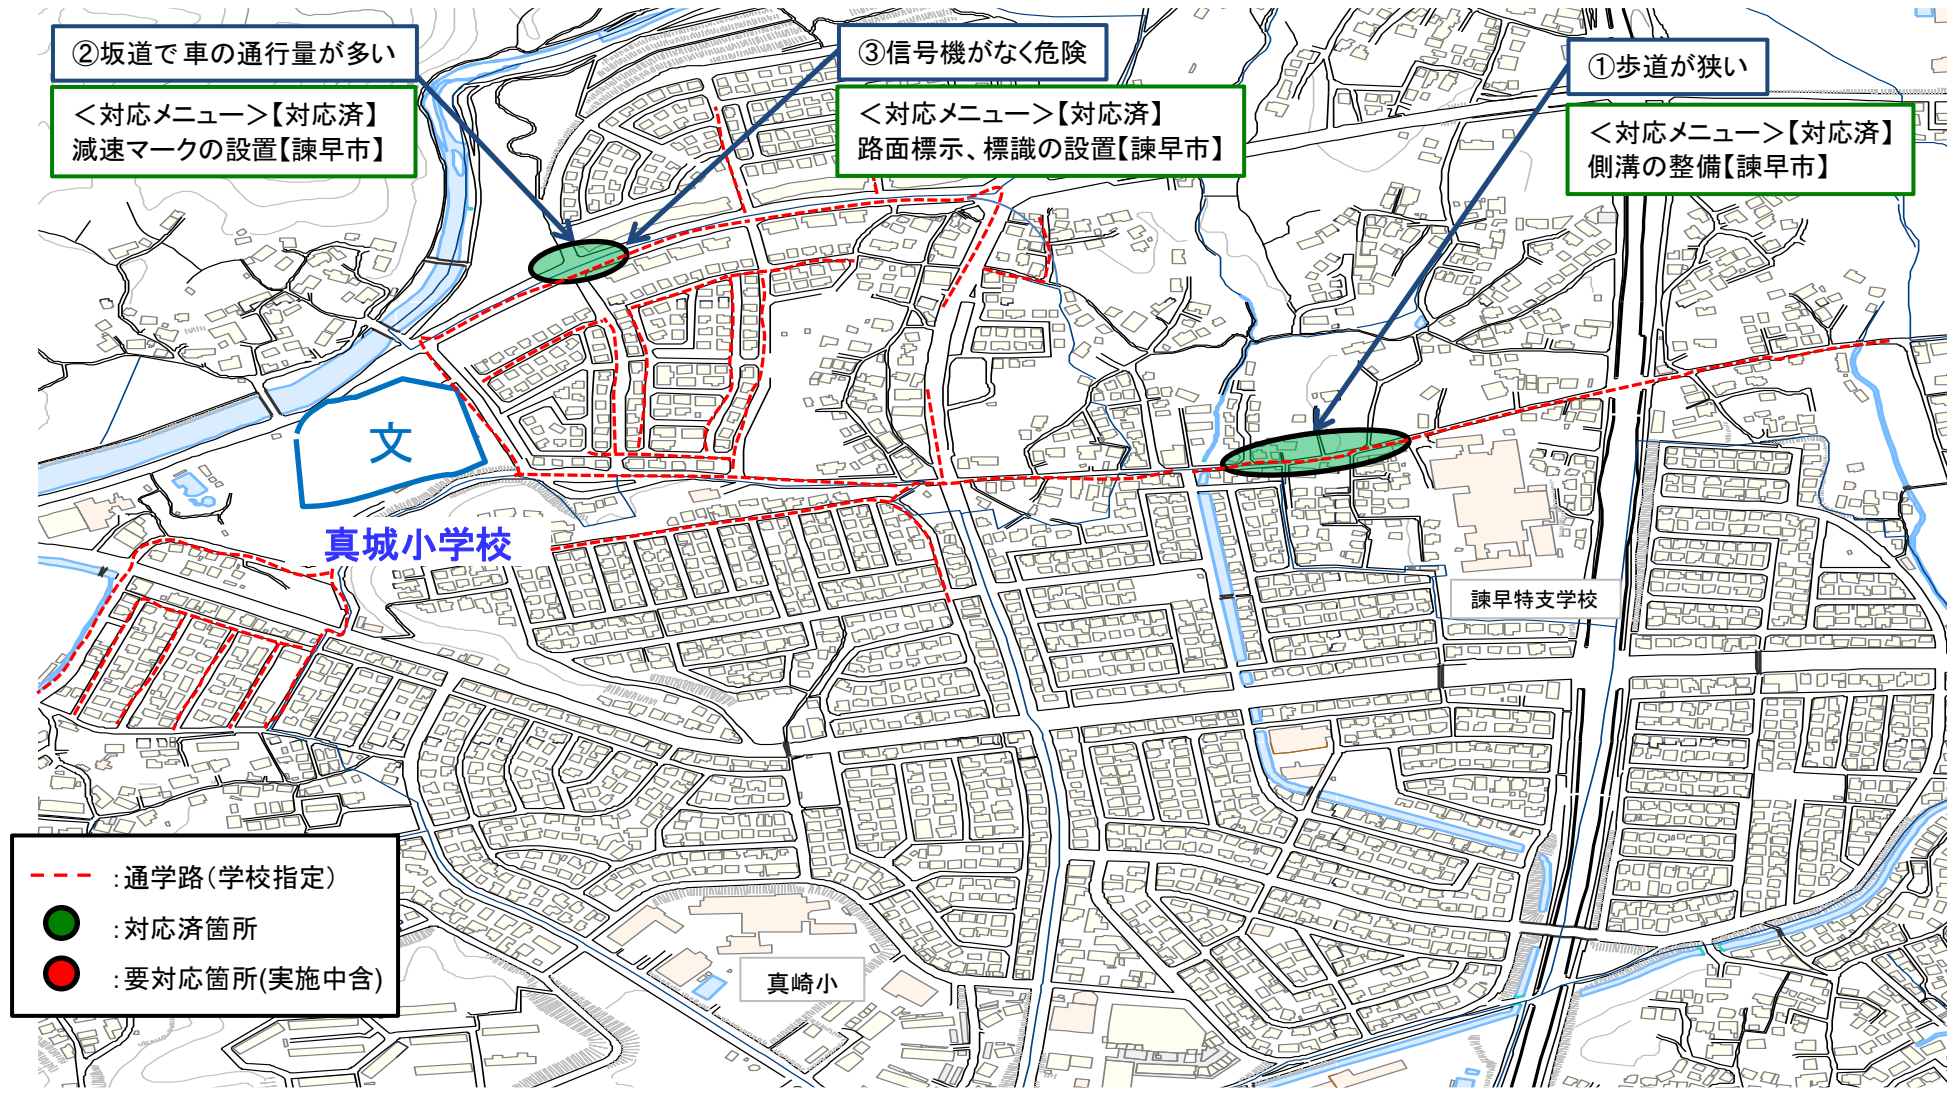 ②坂道で車の通行量が多い
<対応メニュー>【対応済】
減速マークの設置【諫早市】
③信号機がなく危険
<対応メニュー>【対応済】
路面標示、標識の設置【諫早市】
①歩道が狭い
<対応メニュー>【対応済】
側溝の整備【諫早市】
文
真城小学校
諫早特支学校
真崎小
:通学路(学校指定)
:対応済箇所
:要対応箇所(実施中含)